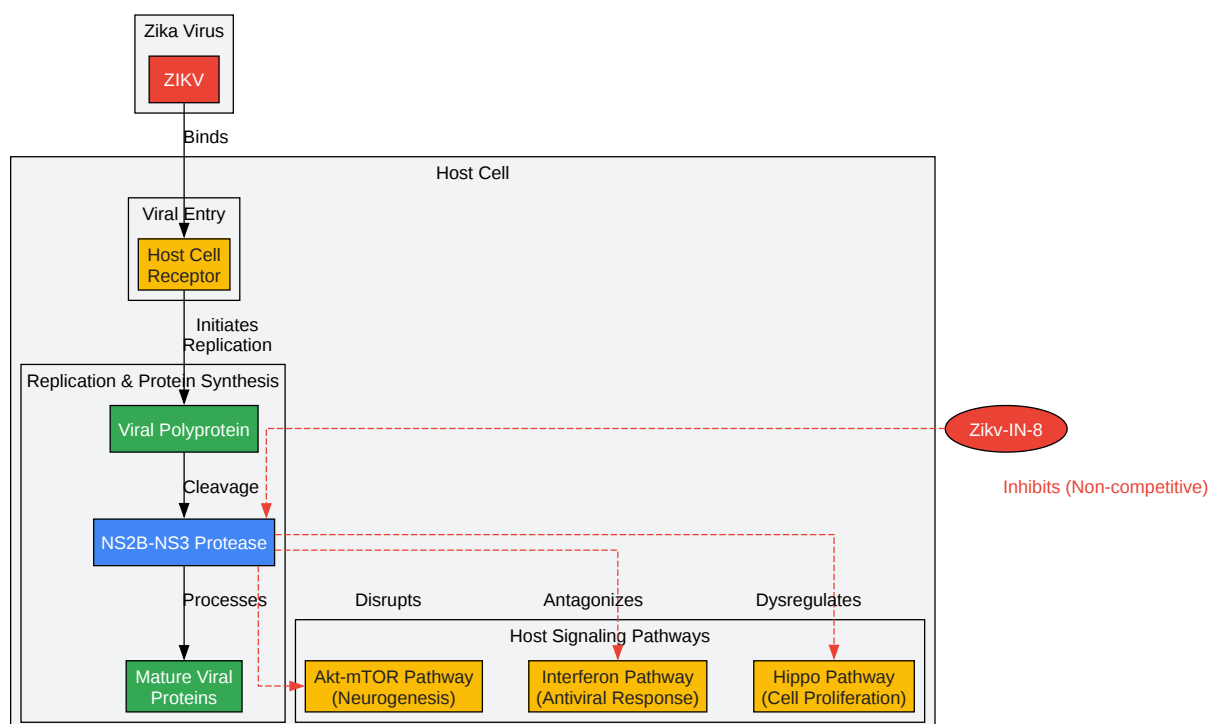 Zika Virus
ZIKV
Binds
Host Cell
Viral Entry
Host Cell
Receptor
Initiates
Replication
Replication & Protein Synthesis
Viral Polyprotein
Zikv-IN-8
Cleavage
Inhibits (Non-competitive)
NS2B-NS3 Protease
Processes
Disrupts
Antagonizes
Dysregulates
Host Signaling Pathways
Mature Viral
Proteins
Akt-mTOR Pathway
(Neurogenesis)
Interferon Pathway
(Antiviral Response)
Hippo Pathway
(Cell Proliferation)